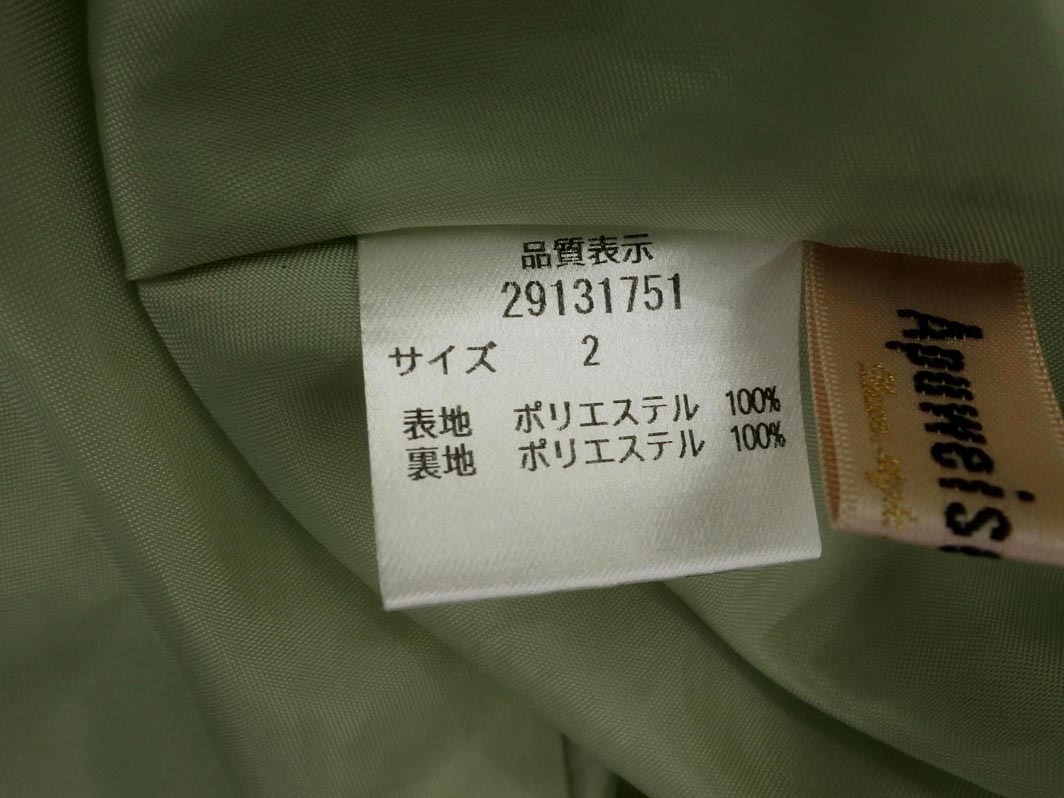 品質表示
29131751
サイズ 2
表地 ポリエステル 100%
裏地 ポリエステル 100%
Apuweis